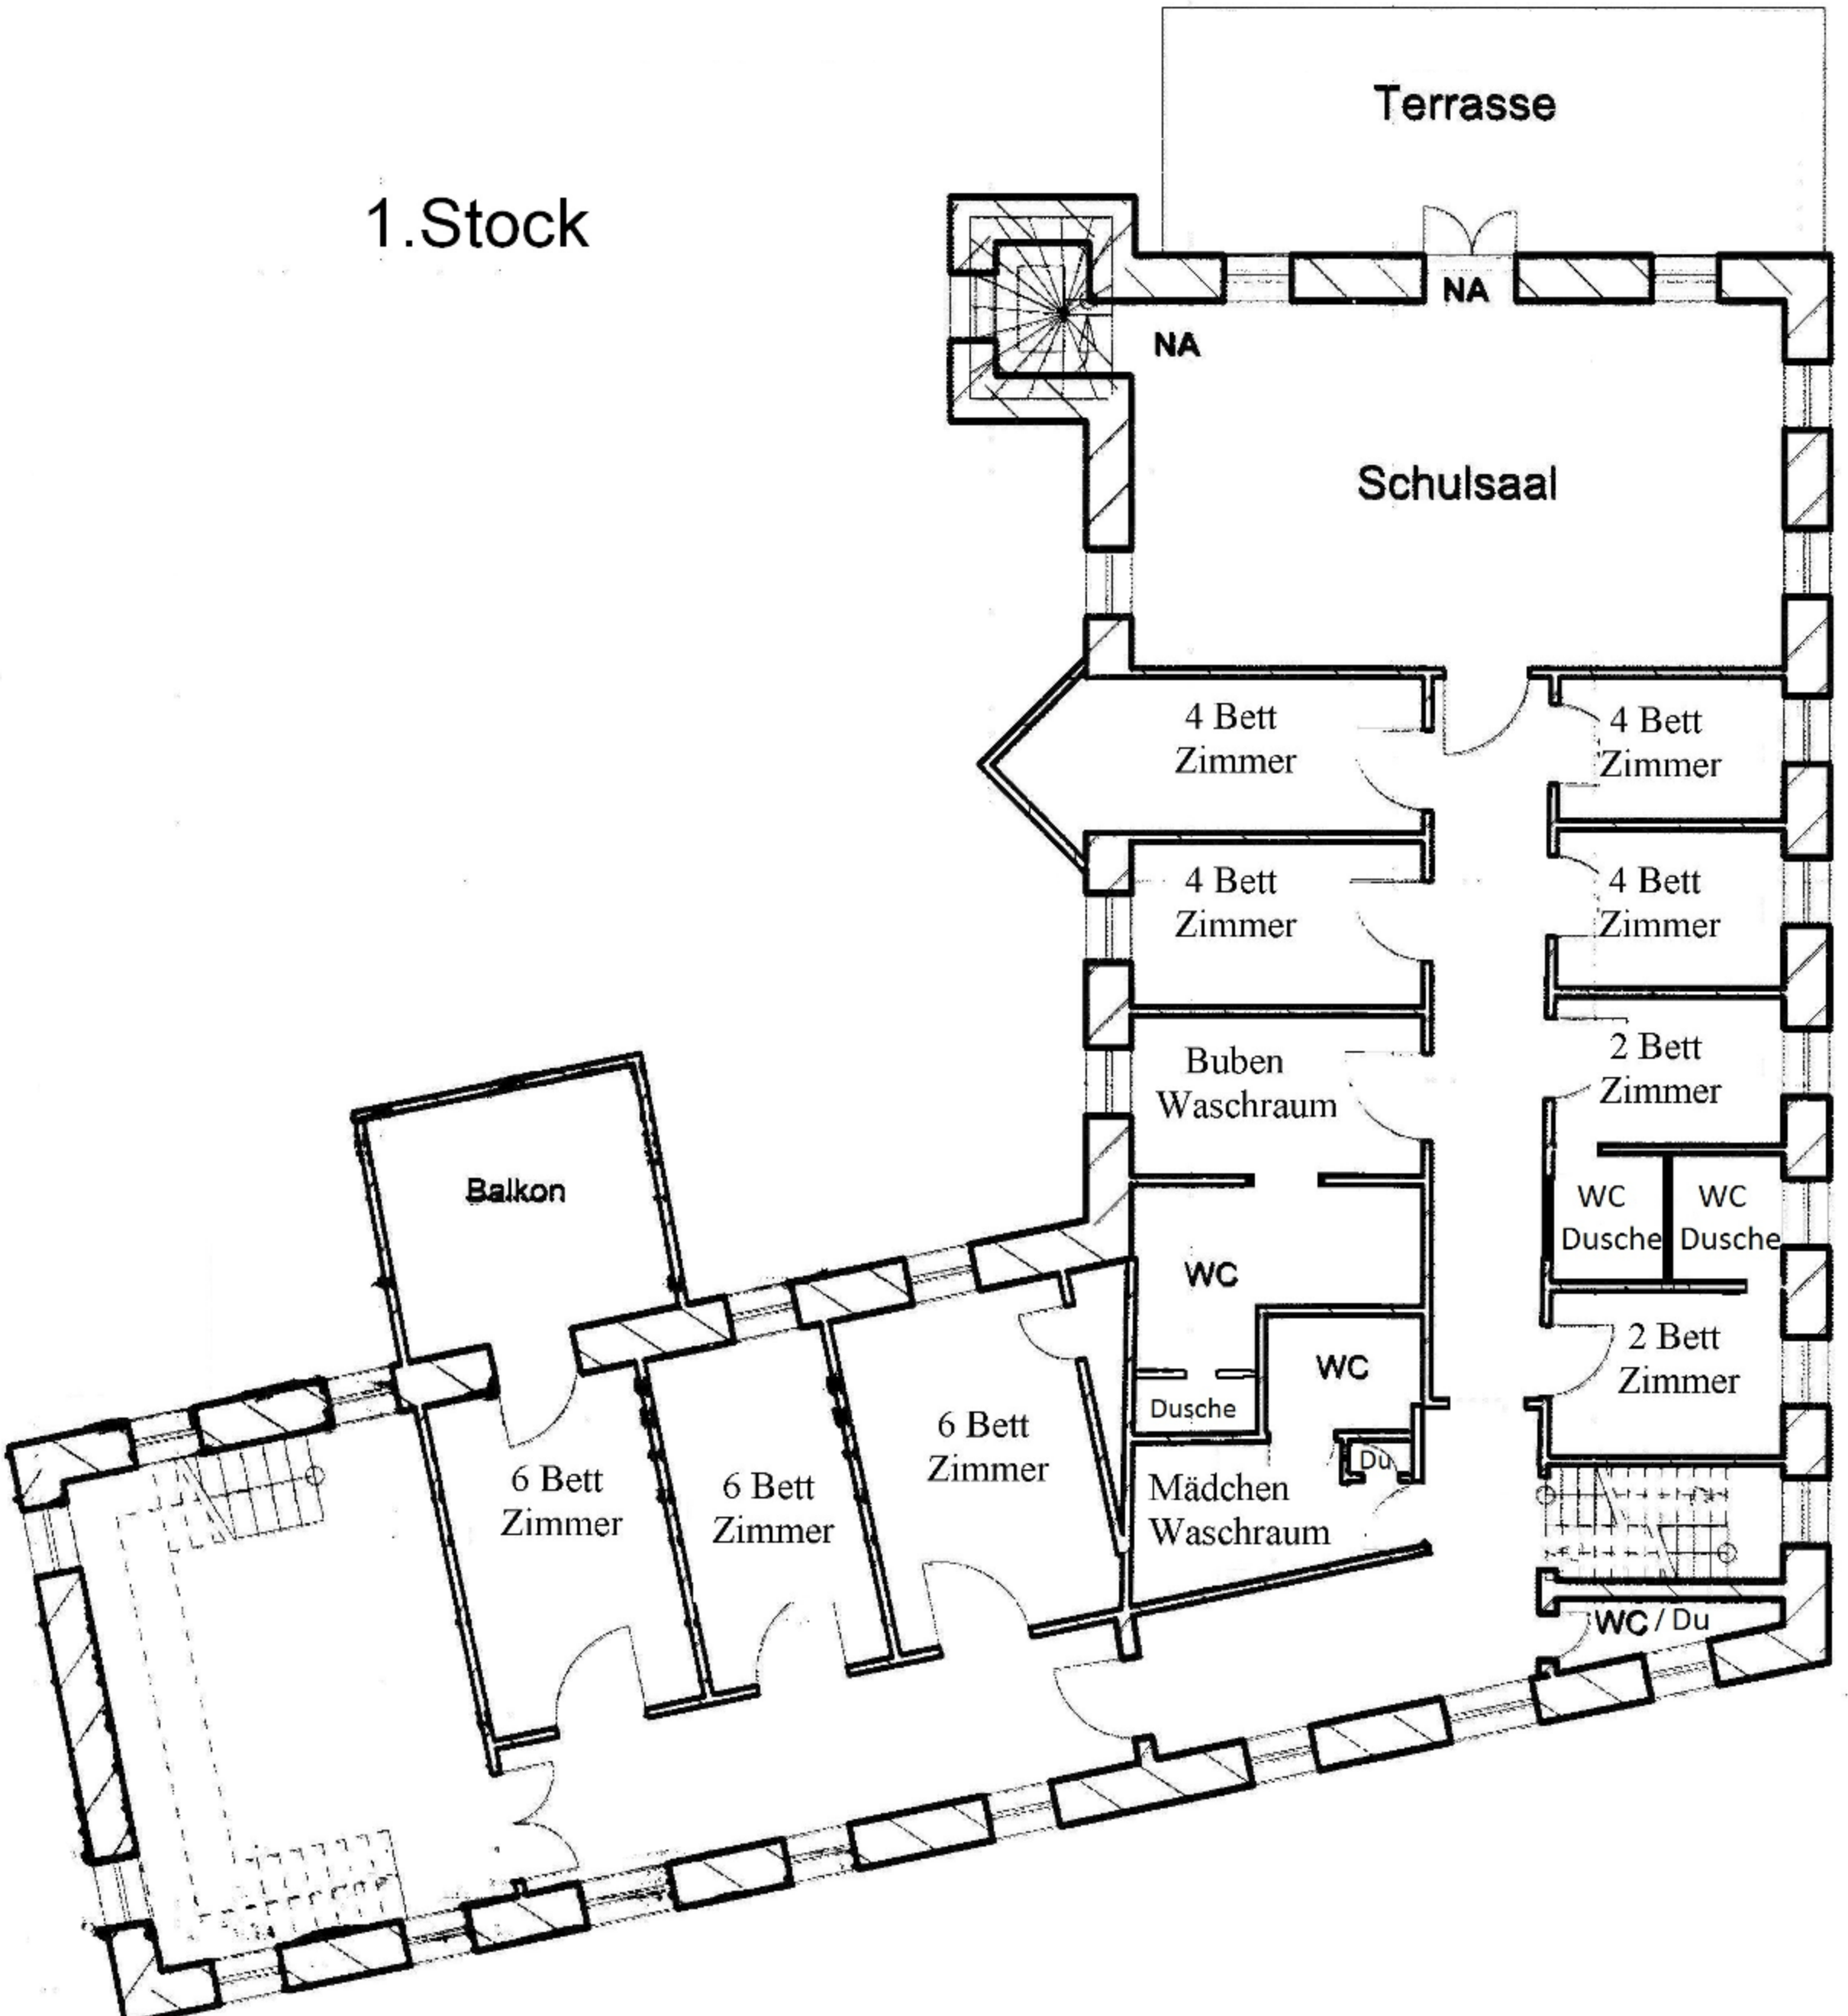 Terrasse
1.Stock
NA
NA
Schulsaal
4 Bett
Zimmer
4 Bett
Zimmer
4 Bett
Zimmer
4 Bett
Zimmer
Buben
Waschraum
2 Bett
Zimmer
Balkon
WC
Dusche
WC
Dusche
WC
WC
2 Bett
Zimmer
Dusche
Du
6 Bett
Zimmer
6 Bett
Zimmer
6 Bett
Zimmer
Mädchen
Waschraum
WC / Du